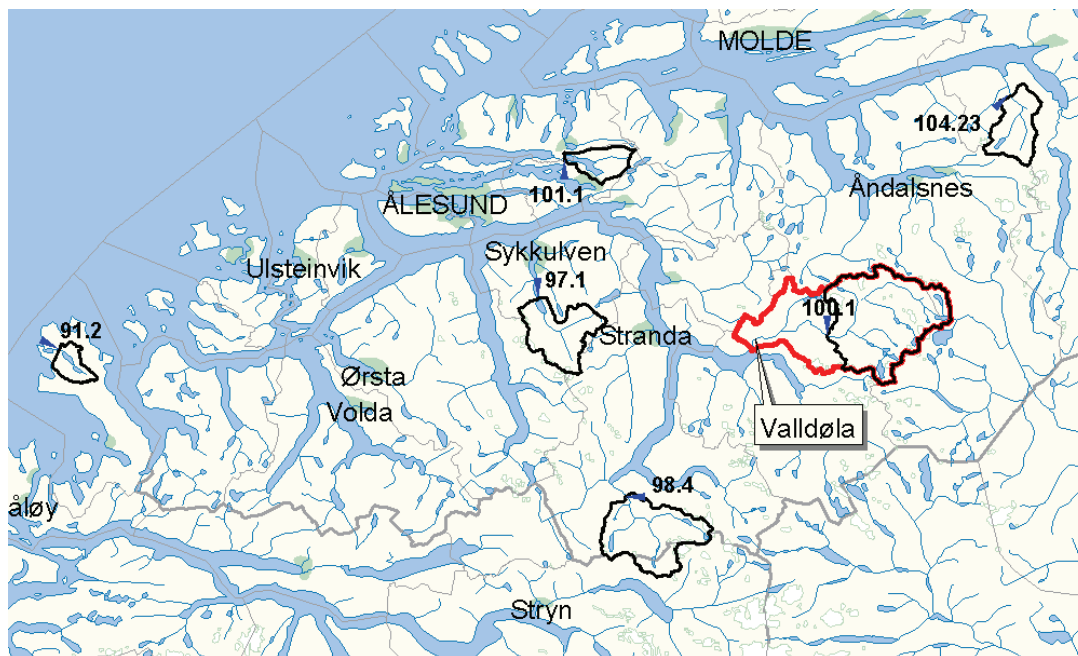 MOLDE
104.23
Åndalsnes
101.1
ÅLESUND
Sykkulven
97.1
Ulsteinvik
100.1
Stranda
91.2
Ørsta
Volda
Valldøla
98.4
åløy
Stryn